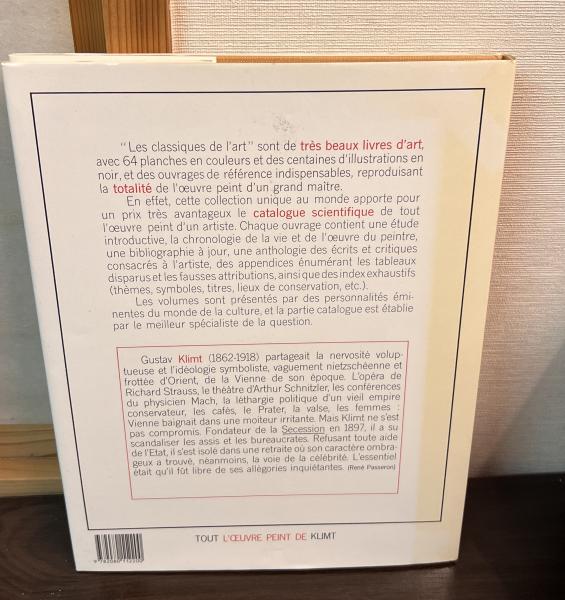 "Les classiques de l'art" sont de très beaux livres d'art,
avec 64 planches en couleurs et des centaines d'illustrations en
noir, et des ouvrages de référence indispensables, reproduisant
la totalité de l'œuvre peint d'un grand maître.
En effet, cette collection unique au monde apporte pour
un prix très avantageux le catalogue scientifique de tout
l'œuvre peint d'un artiste. Chaque ouvrage contient une étude
introductive, la chronologie de la vie et de l'œuvre du peintre,
une bibliographie à jour, une anthologie des écrits et critiques
consacrés à l'artiste, des appendices énumérant les tableaux
disparus et les fausses attributions, ainsi que des index exhaustifs
(thèmes, symboles, titres, lieux de conservation, etc.).
Les volumes sont présentés par des personnalités émi-
nentes du monde de la culture, et la partie catalogue est établie
par le meilleur spécialiste de la question.
Gustav Klimt (1862-1918) partageait la nervosité volup-
tueuse et l'idéologie symboliste, vaguement nietzschéenne et
frottée d'Orient, de la Vienne de son époque. L'opéra de
Richard Strauss, le théâtre d'Arthur Schnitzler, les conférences
du physicien Mach, la léthargie politique d'un vieil empire
conservateur, les cafés, le Prater, la valse, les femmes :
Vienne baignait dans une moiteur irritante. Mais Klimt ne s'est
pas compromis. Fondateur de la Secession en 1897, il a su
scandaliser les assis et les bureaucrates. Refusant toute aide
de l'Etat, il s'est isolé dans une retraite où son caractère ombra-
geux a trouvé, néanmoins, la voie de la célébrité. L'essentiel
était qu'il fût libre de ses allégories inquiétantes. (René Passeron)
TOUT L'ŒUVRE PEINT DE KLIMT
9 782080 112200